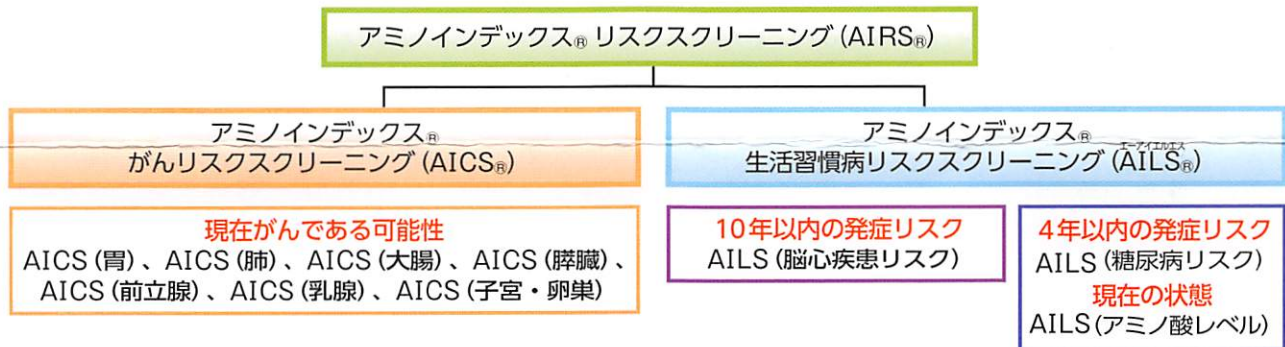 アミノインデックス® リスクスクリーニング(AIRS®)
アミノインデックス®
がんリスクスクリーニング(AICS®)
アミノインデックス®
エーアイエルエス
生活習慣病リスクスクリーニング(AILS®)
現在がんである可能性
AICS(胃)、AICS(肺)、AICS(大腸)、AICS(膵臓)、
AICS(前立腺)、AICS(乳腺)、AICS(子宮・卵巣)
10年以内の発症リスク
AILS(脳心疾患リスク)
4年以内の発症リスク
AILS(糖尿病リスク)
現在の状態
AILS(アミノ酸レベル)